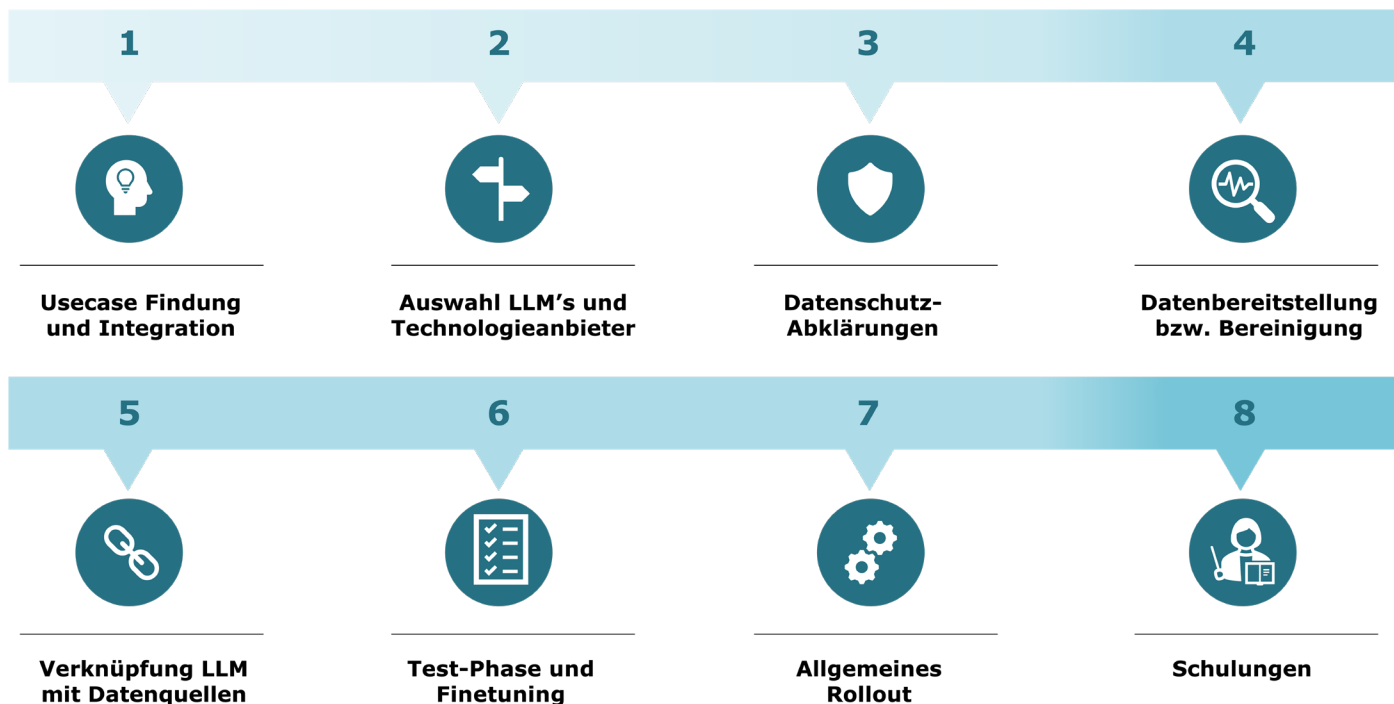 1
2
3
4
Usecase Findung
und Integration
Auswahl LLM’s und
Technologieanbieter
Datenschutz-
Abklärungen
Datenbereitstellung
bzw. Bereinigung
5
6
7
8
Verknüpfung LLM
mit Datenquellen
Test-Phase und
Finetuning
Allgemeines
Rollout
Schulungen